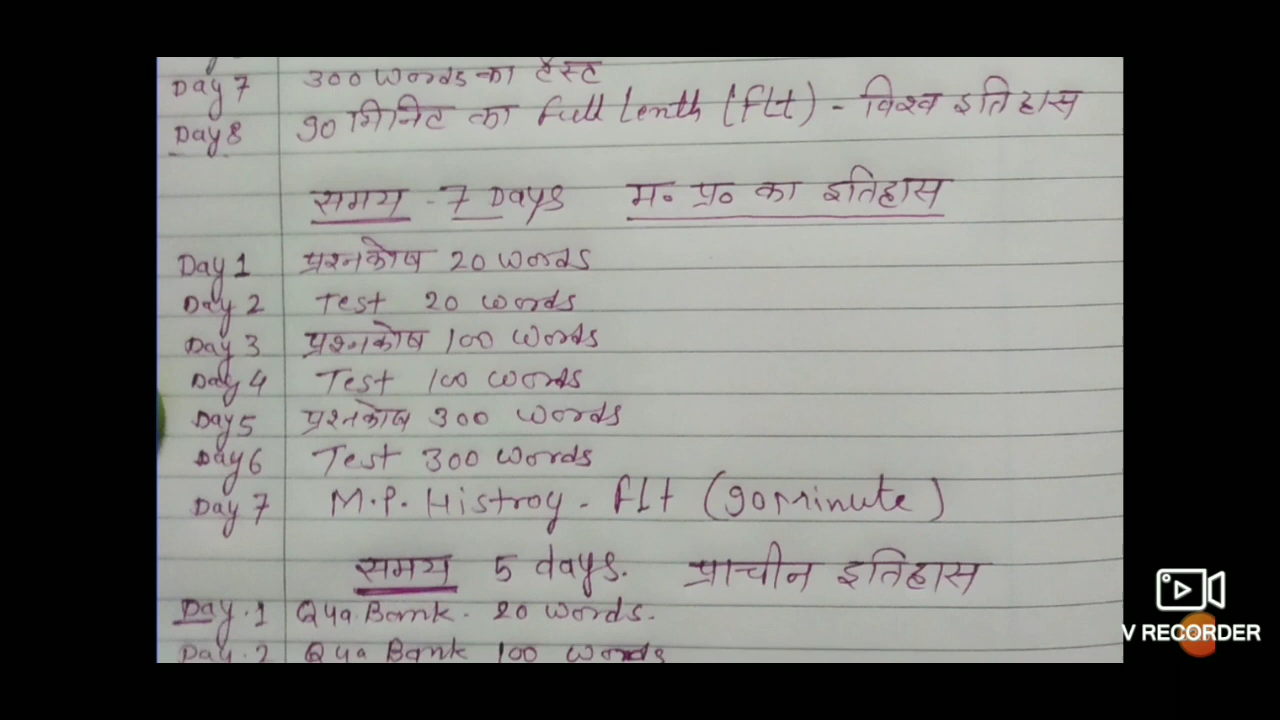 Day 7 300 words का टेस्ट
Day 8 90 मिनिट का full lenth (flt) - विश्व इतिहास
समय - 7 Days म० प्र० का इतिहास
Day 1 प्रश्नकोष 20 words
Day 2 Test 20 words
Day 3 प्रश्नकोष 100 words
Day 4 Test 100 words
Day 5 प्रश्नकोष 300 words
Day 6 Test 300 words
Day 7 M.P. Histroy - flt (90 minute)
समय 5 days. प्राचीन इतिहास
Day.1 Qua.Bank. 20 words.
Day.2 Qua Bank 100 words
V RECORDER